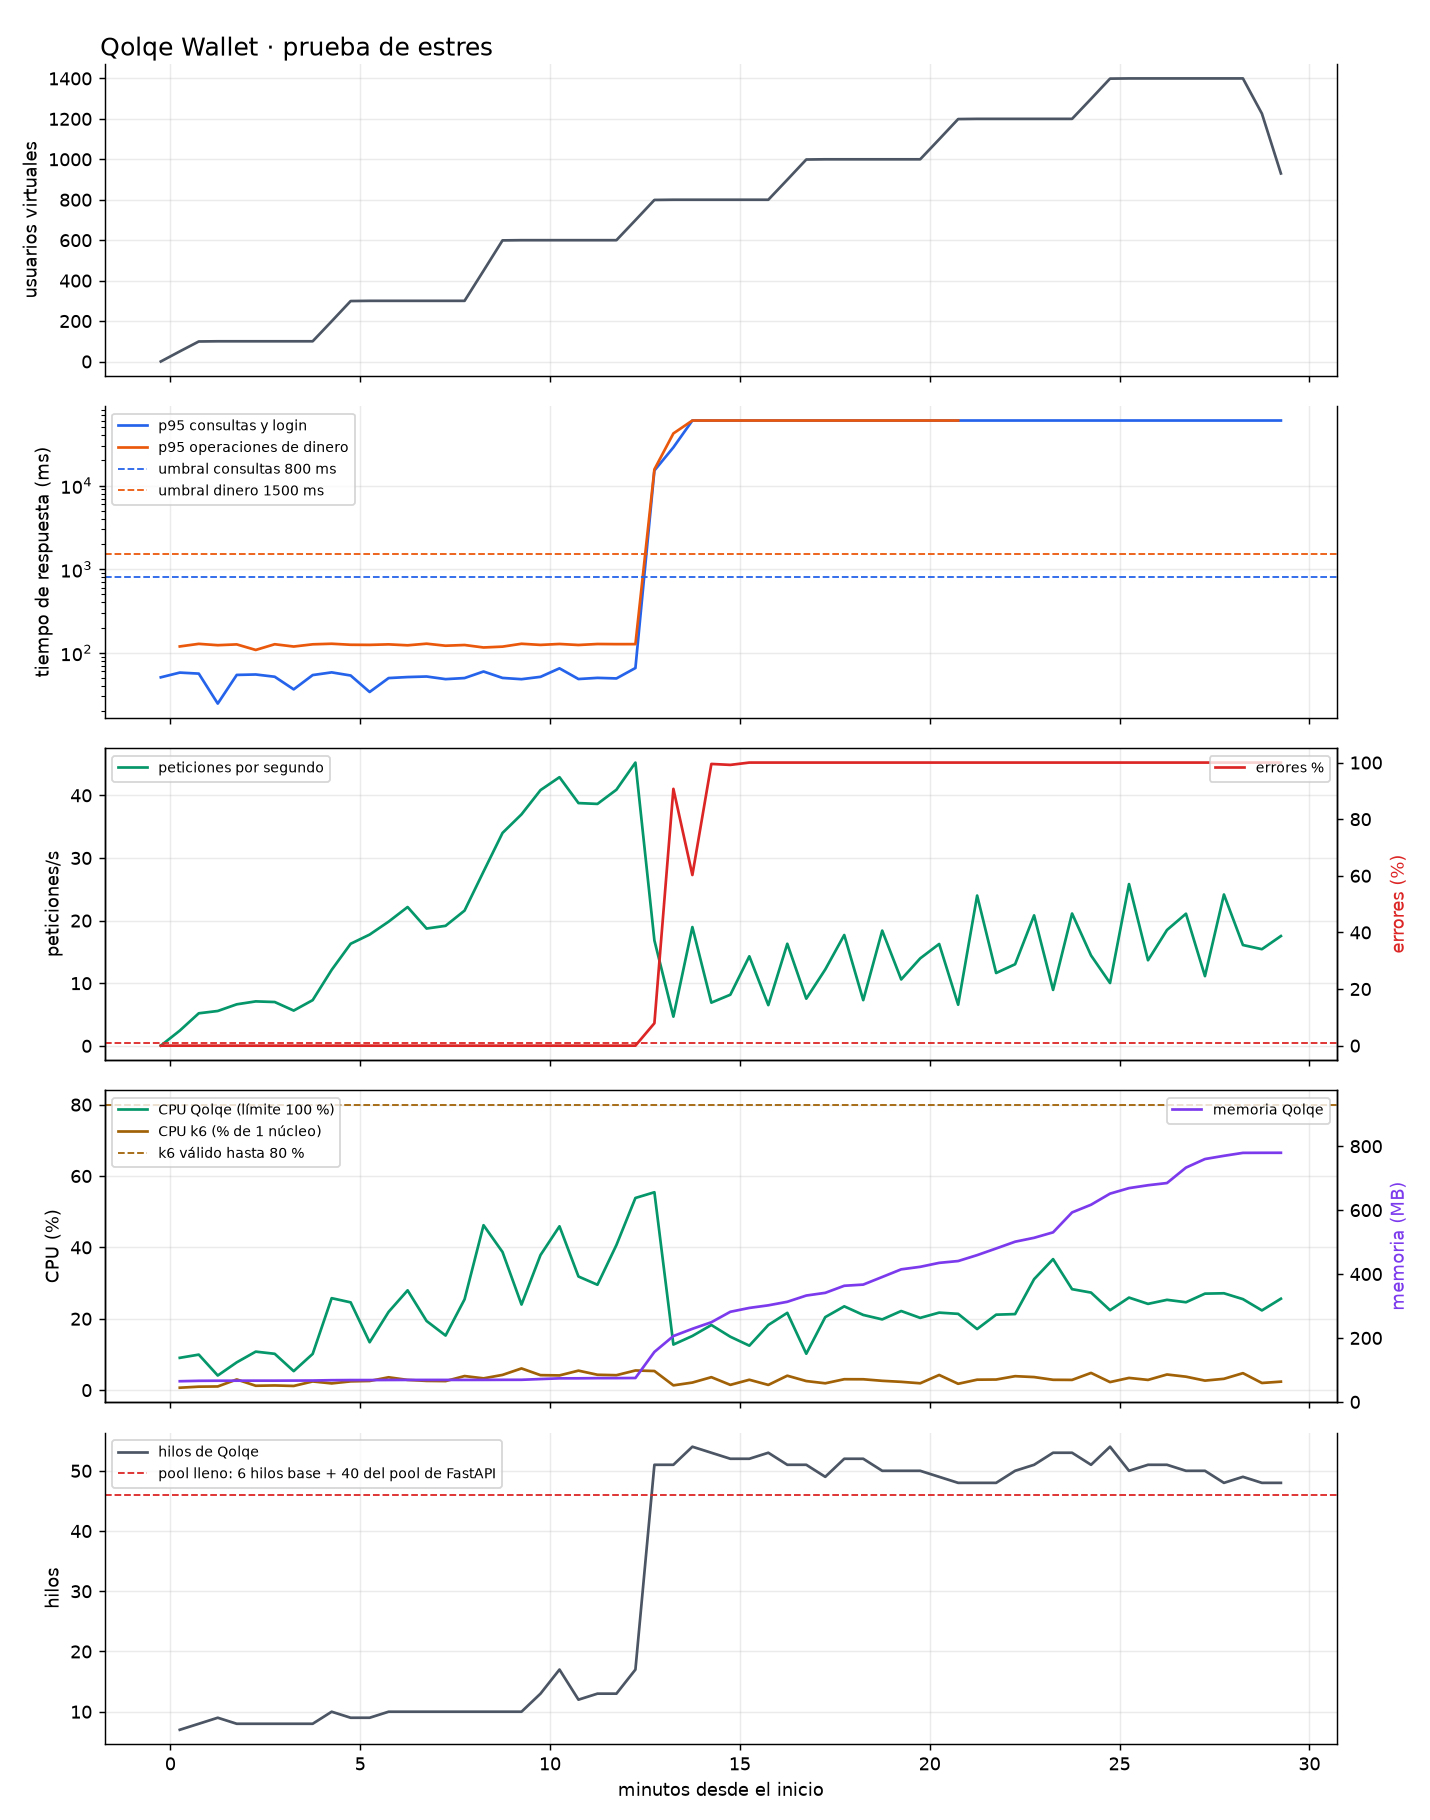 Qolqe Wallet · prueba de estres
1400
1200
1000
800
600
400
200
0
usuarios virtuales
p95 consultas y login
p95 operaciones de dinero
umbral consultas 800 ms
umbral dinero 1500 ms
10⁴
10³
10²
tiempo de respuesta (ms)
peticiones por segundo
errores %
40
30
20
10
0
peticiones/s
100
80
60
40
20
0
errores (%)
CPU Qolqe (límite 100 %)
CPU k6 (% de 1 núcleo)
k6 válido hasta 80 %
memoria Qolqe
80
60
40
20
0
CPU (%)
800
600
400
200
0
memoria (MB)
hilos de Qolqe
pool lleno: 6 hilos base + 40 del pool de FastAPI
50
40
30
20
10
hilos
0 5 10 15 20 25 30
minutos desde el inicio